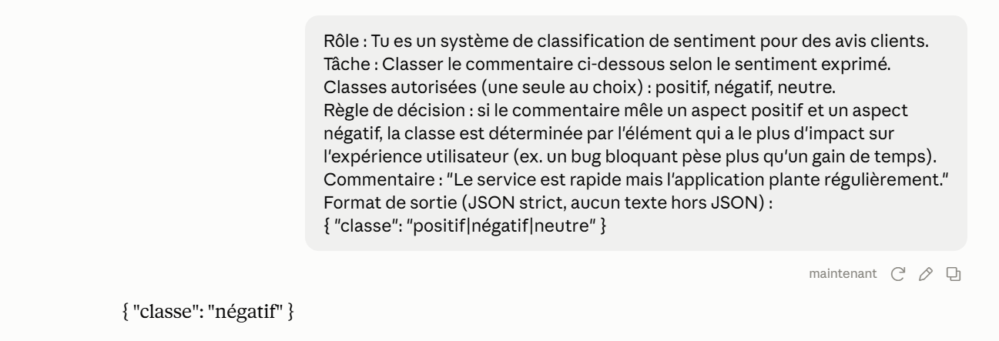 Rôle : Tu es un système de classification de sentiment pour des avis clients.
Tâche : Classer le commentaire ci-dessous selon le sentiment exprimé.
Classes autorisées (une seule au choix) : positif, négatif, neutre.
Règle de décision : si le commentaire mêle un aspect positif et un aspect
négatif, la classe est déterminée par l'élément qui a le plus d'impact sur
l'expérience utilisateur (ex. un bug bloquant pèse plus qu'un gain de temps).
Commentaire : "Le service est rapide mais l'application plante régulièrement."
Format de sortie (JSON strict, aucun texte hors JSON) :
{ "classe": "positif|négatif|neutre" }
maintenant
{ "classe": "négatif" }